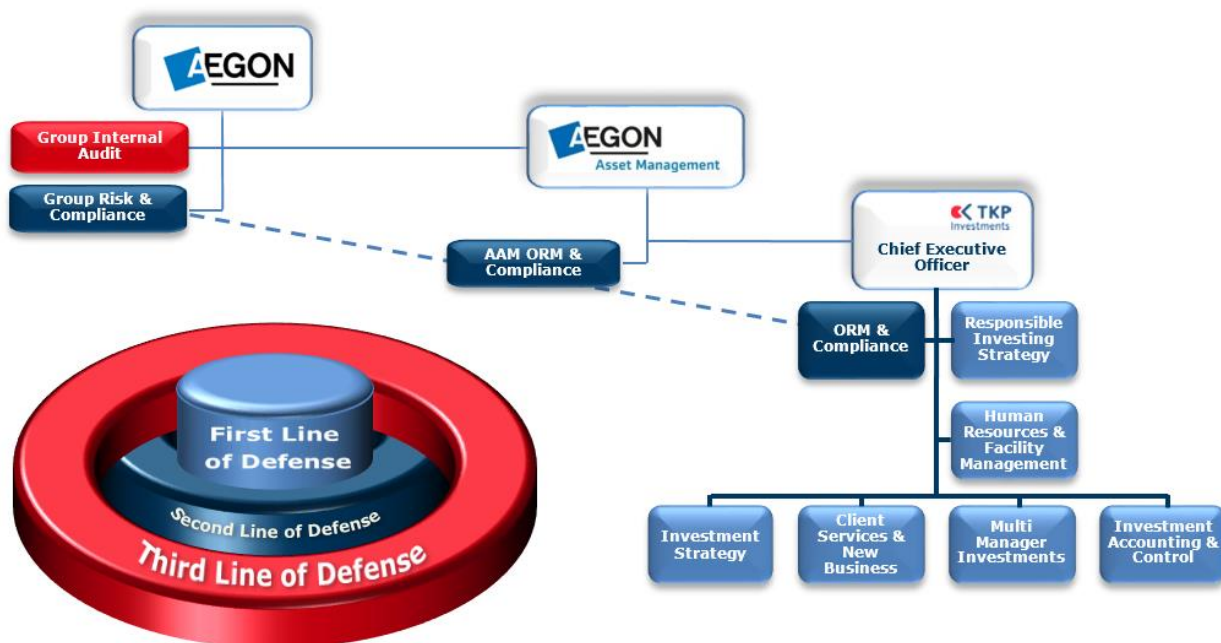 AEGON
Group Internal
Audit
Group Risk &
Compliance
AEGON
Asset Management
AAM ORM &
Compliance
TKP
Investments
Chief Executive
Officer
ORM &
Compliance
Responsible
Investing
Strategy
Human
Resources &
Facility
Management
Investment
Strategy
Client
Services &
New
Business
Multi
Manager
Investments
Investment
Accounting &
Control
First Line
of Defense
Second Line of Defense
Third Line of Defense